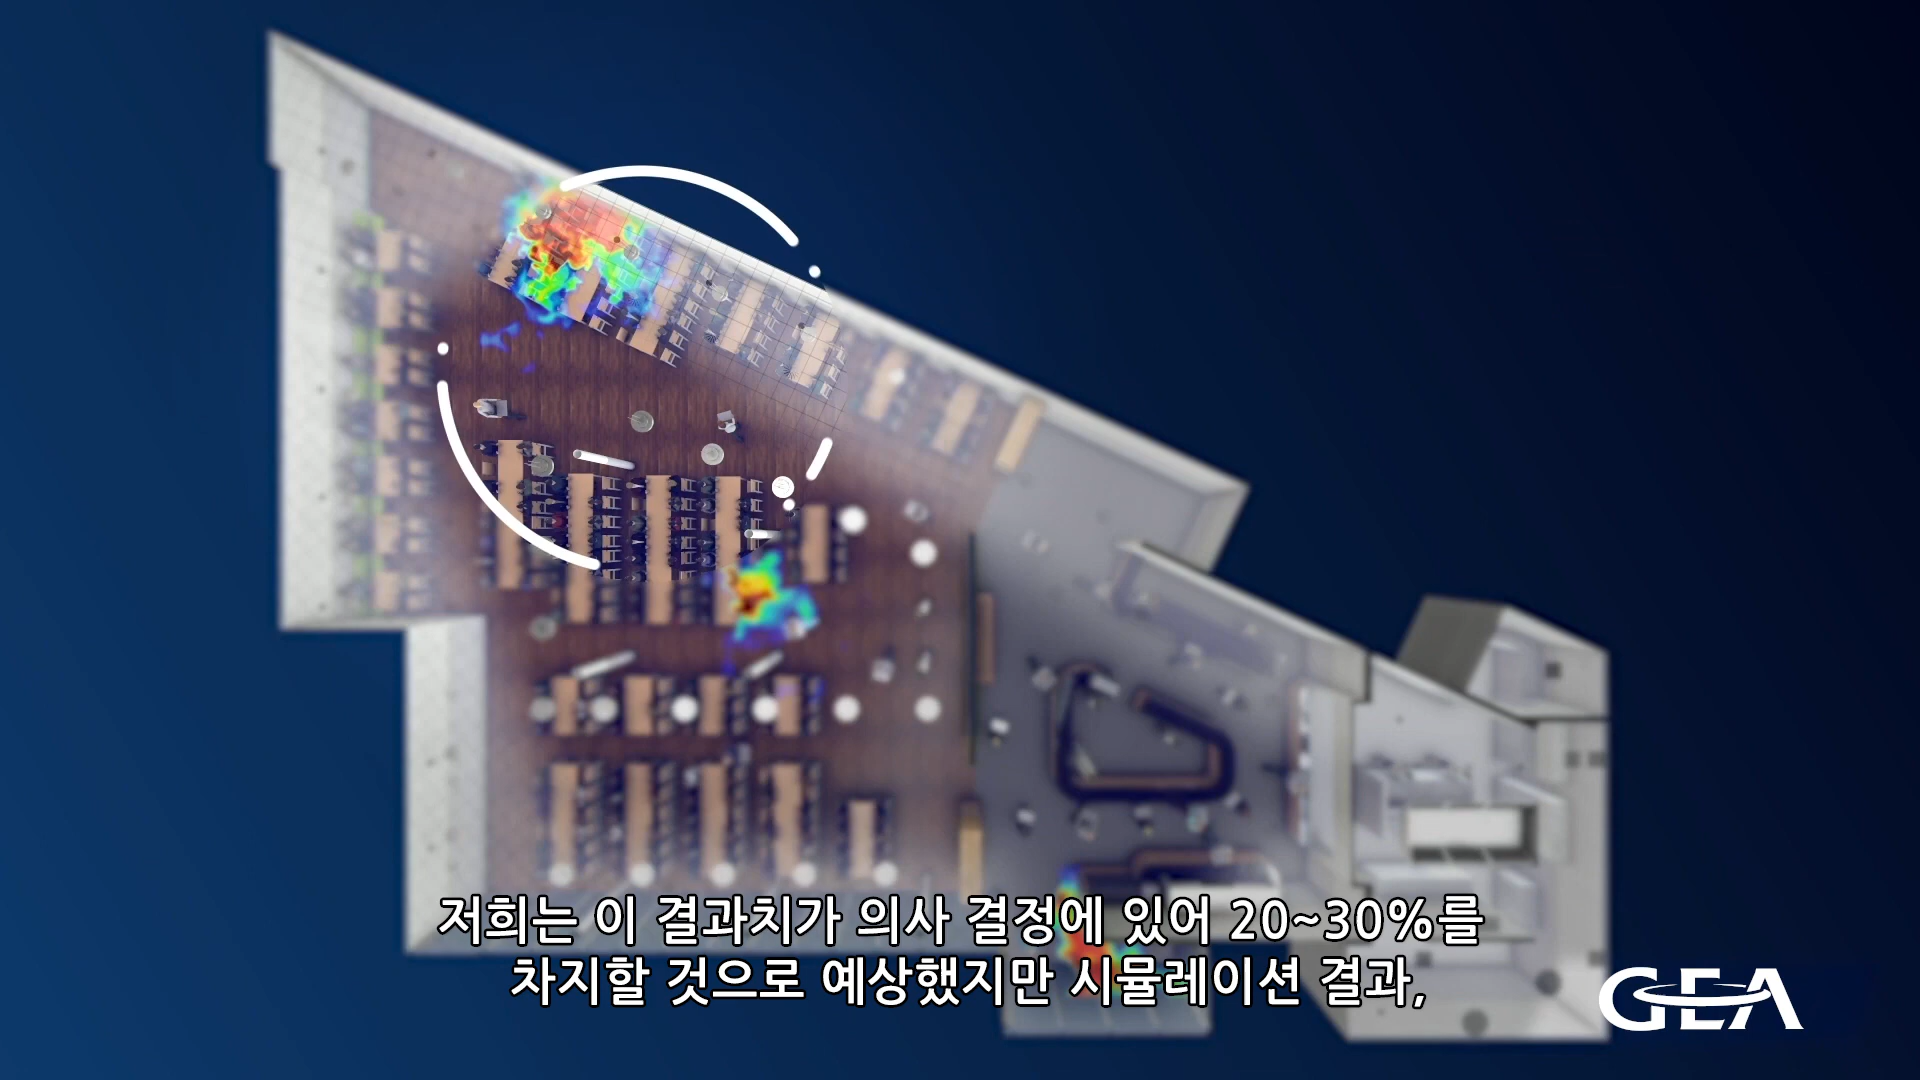 저희는 이 결과치가 의사 결정에 있어 20~30%를
차지할 것으로 예상했지만 시뮬레이션 결과,
GEA